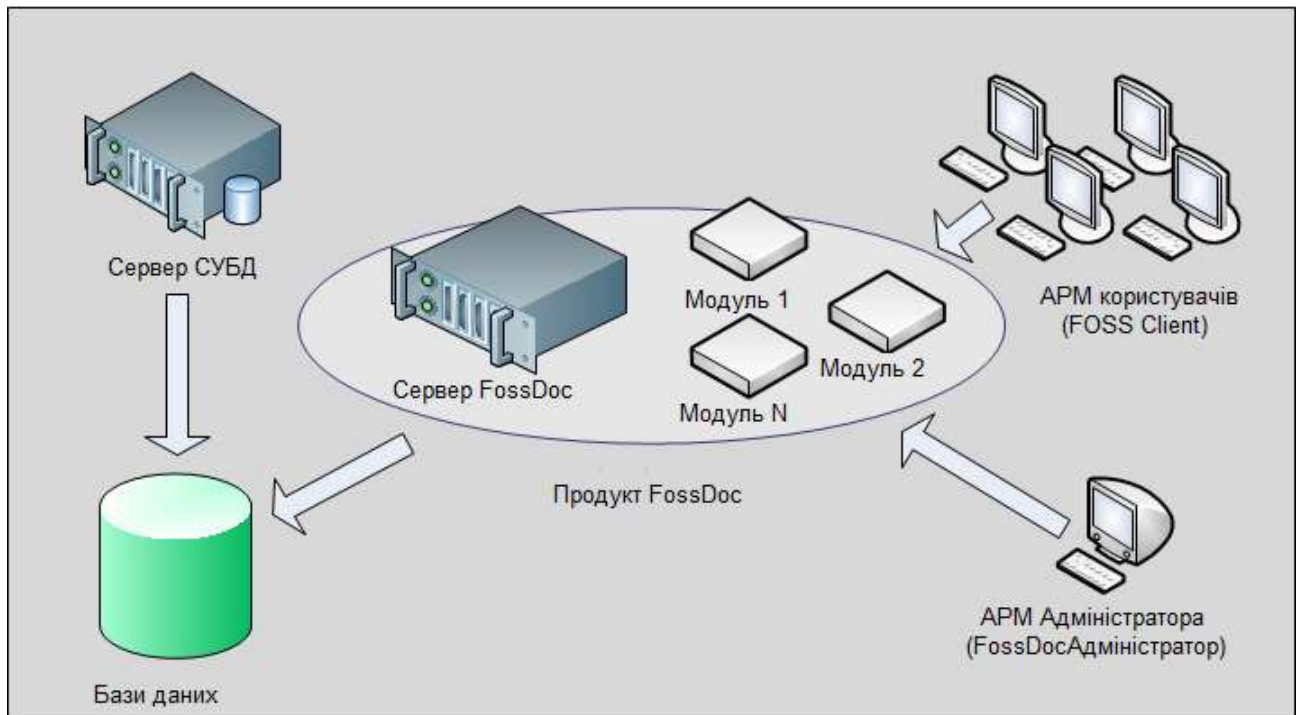 Сервер СУБД
Модуль 1
АРМ користувачів
(FOSS Client)
Модуль 2
Сервер FossDoc
Модуль N
Продукт FossDoc
АРМ Адміністратора
(FossDocАдміністратор)
Бази даних